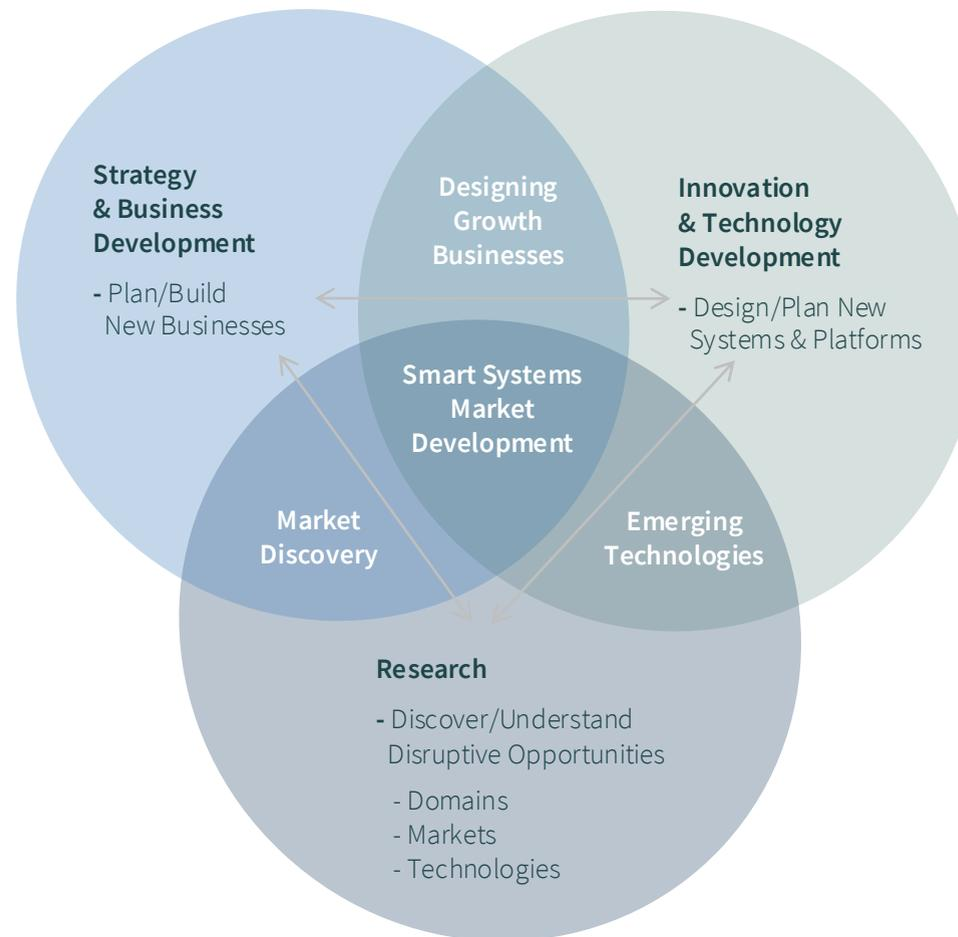 Strategy
& Business
Development
- Plan/Build
New Businesses
Designing
Growth
Businesses
Innovation
& Technology
Development
- Design/Plan New
Systems & Platforms
Smart Systems
Market
Development
Market
Discovery
Emerging
Technologies
Research
- Discover/Understand
Disruptive Opportunities
- Domains
- Markets
- Technologies